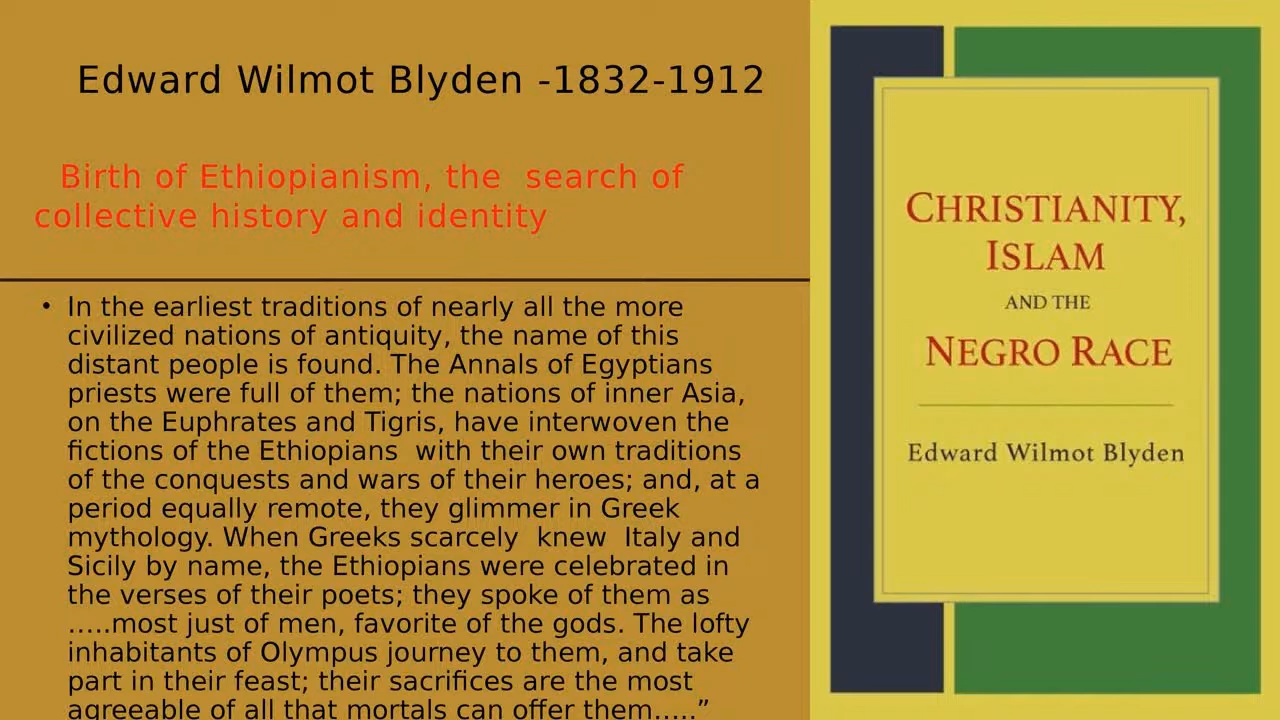 Edward Wilmot Blyden -1832-1912
Birth of Ethiopianism, the  search of
collective history and identity
• In the earliest traditions of nearly all the more
civilized nations of antiquity, the name of this
distant people is found. The Annals of Egyptians
priests were full of them; the nations of inner Asia,
on the Euphrates and Tigris, have interwoven the
fictions of the Ethiopians  with their own traditions
of the conquests and wars of their heroes; and, at a
period equally remote, they glimmer in Greek
mythology. When Greeks scarcely  knew  Italy and
Sicily by name, the Ethiopians were celebrated in
the verses of their poets; they spoke of them as
…..most just of men, favorite of the gods. The lofty
inhabitants of Olympus journey to them, and take
part in their feast; their sacrifices are the most
agreeable of all that mortals can offer them…..”
CHRISTIANITY,
ISLAM
AND THE
NEGRO RACE
Edward Wilmot Blyden